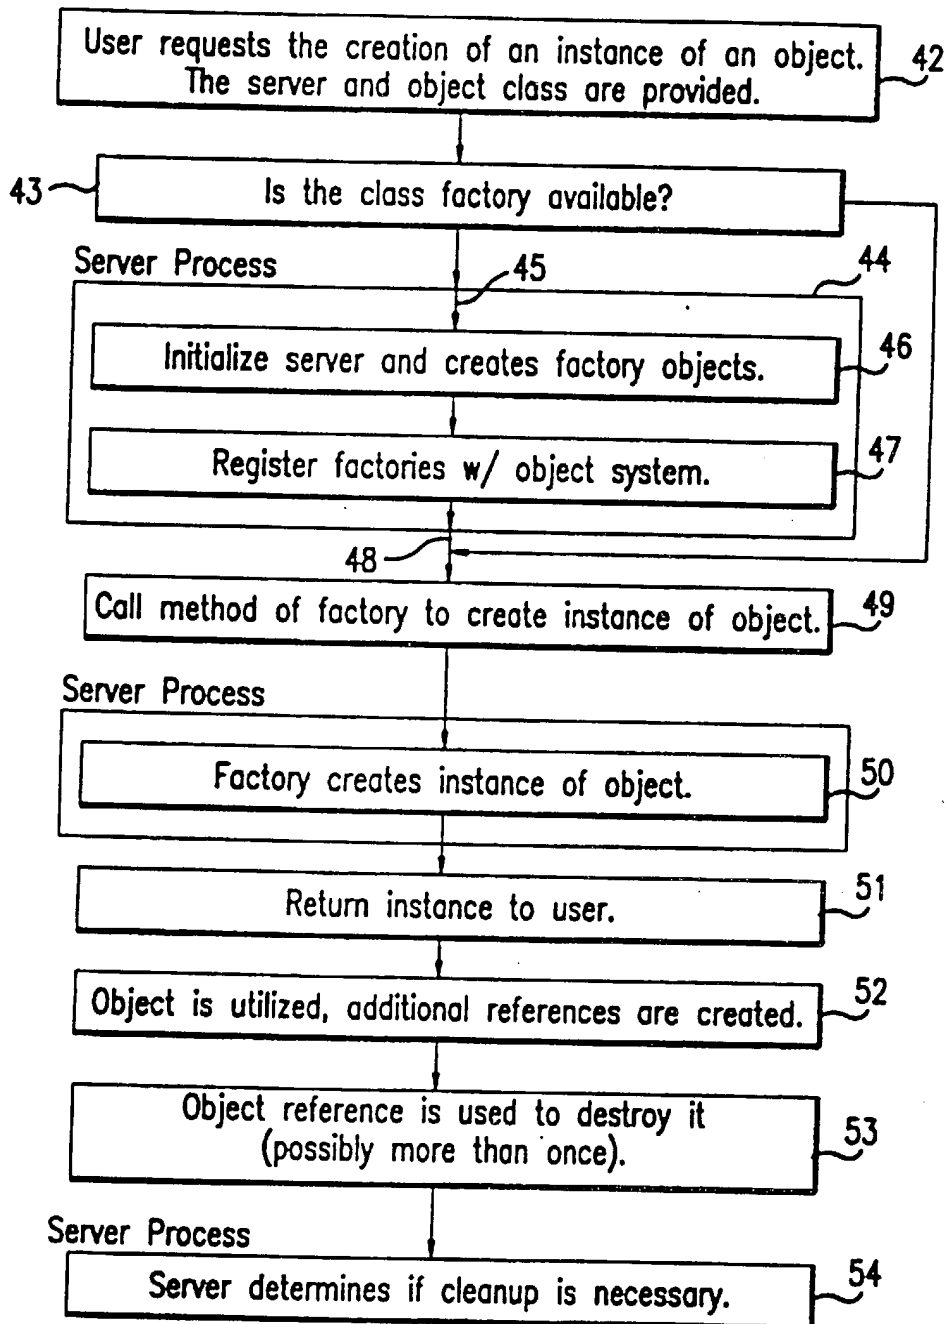 User requests the creation of an instance of an object.
The server and object class are provided.
42
43
Is the class factory available?
Server Process
45
44
Initialize server and creates factory objects.
46
Register factories w/ object system.
47
48
Call method of factory to create instance of object.
49
Server Process
Factory creates instance of object.
50
Return instance to user.
51
Object is utilized, additional references are created.
52
Object reference is used to destroy it
(possibly more than once).
53
Server Process
Server determines if cleanup is necessary.
54